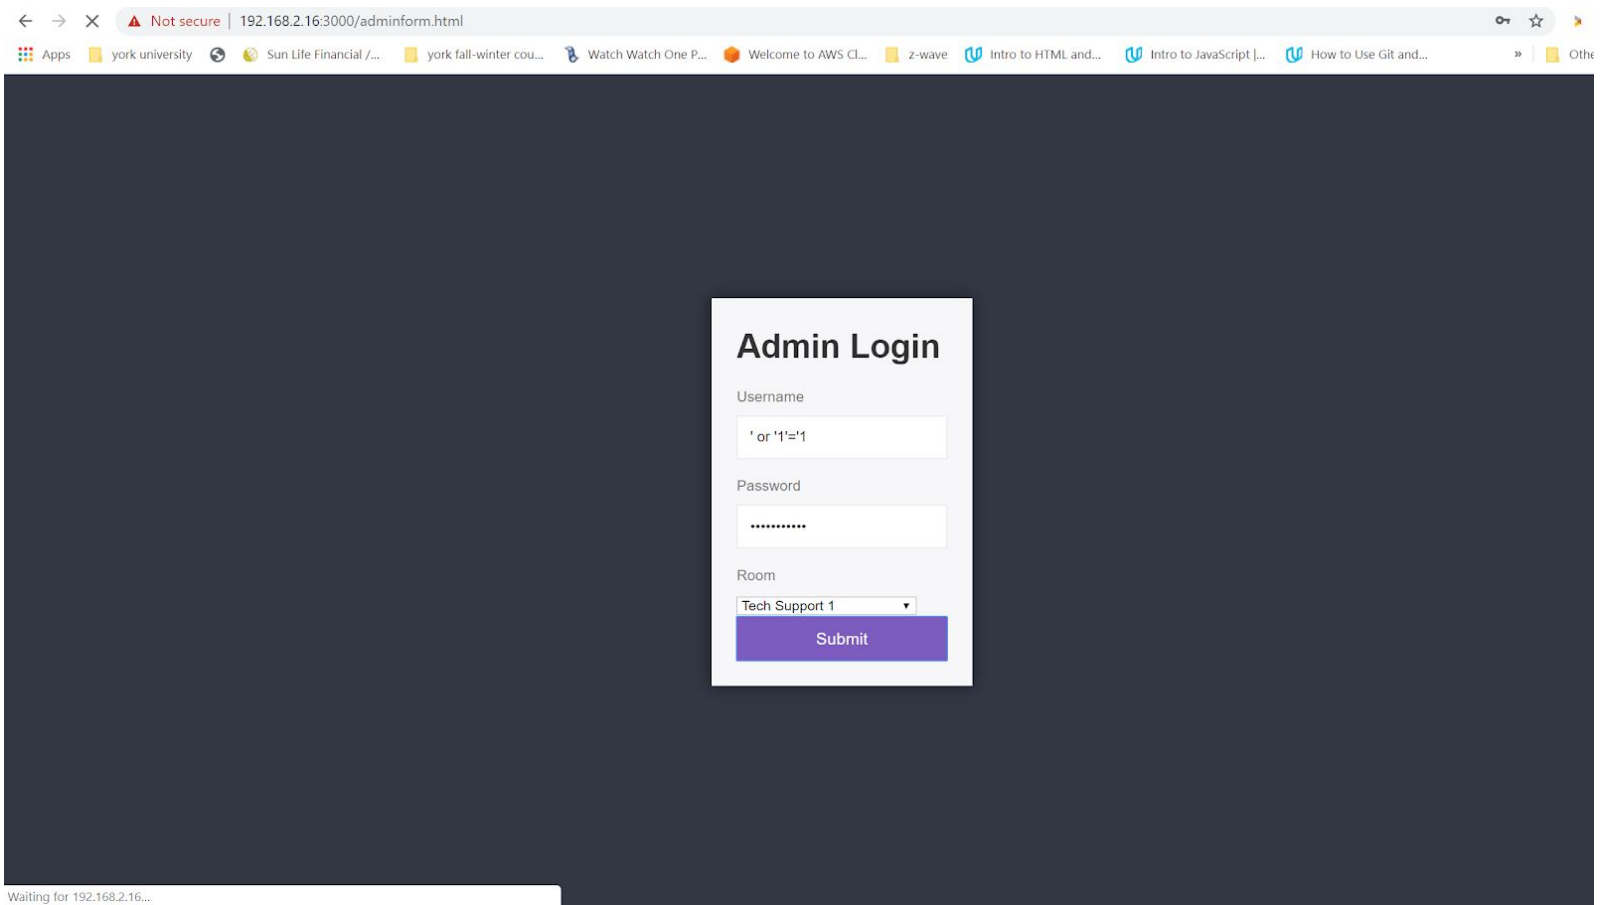 Not secure | 192.168.2.16:3000/adminform.html
Apps york university Sun Life Financial /... york fall-winter cou... Watch Watch One P... Welcome to AWS Cl... z-wave Intro to HTML and... Intro to JavaScript |... How to Use Git and... » Othe
Admin Login
Username
' or '1'='1
Password
•••••••••••
Room
Tech Support 1
Submit
Waiting for 192.168.2.16...